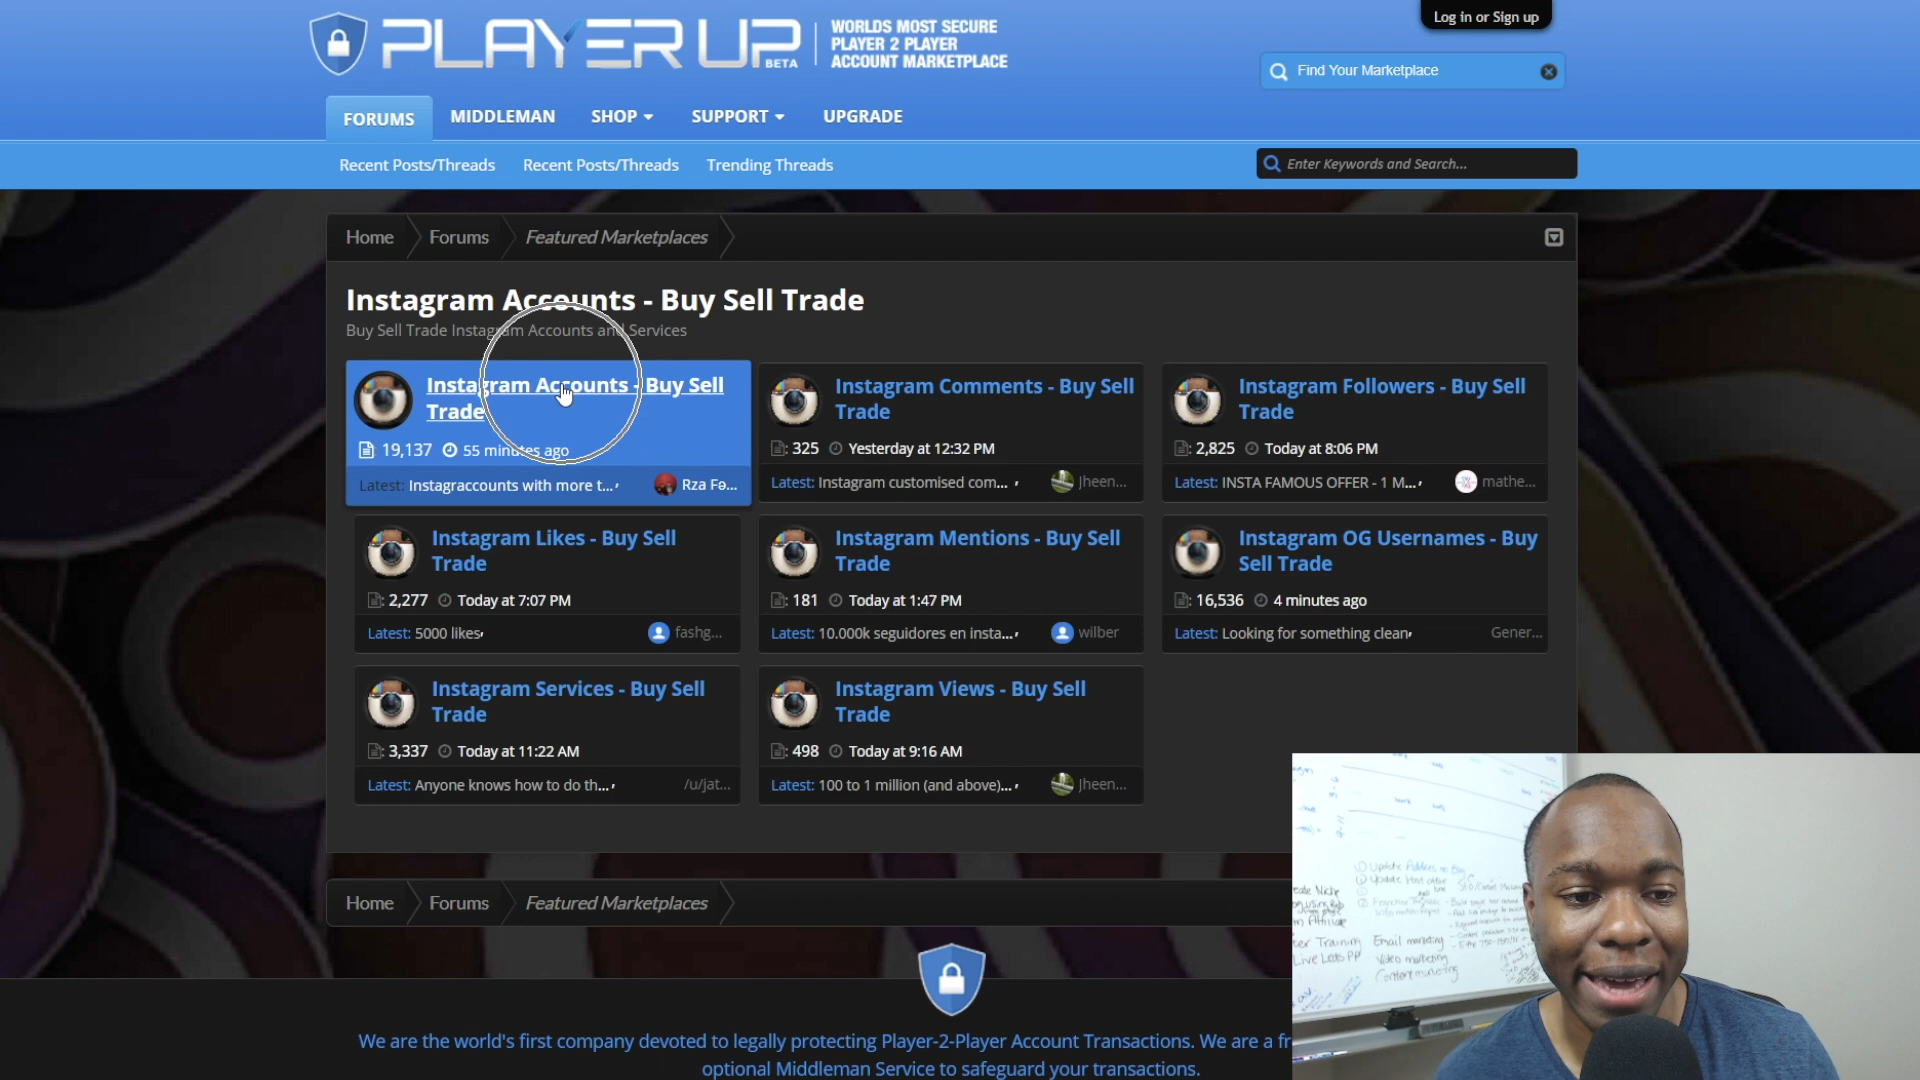 PLAYER UP
BETA
WORLDS MOST SECURE
PLAYER 2 PLAYER
ACCOUNT MARKETPLACE
Log in or Sign up
Find Your Marketplace
FORUMS
MIDDLEMAN
SHOP
SUPPORT
UPGRADE
Recent Posts/Threads
Recent Posts/Threads
Trending Threads
Enter Keywords and Search...
Home
Forums
Featured Marketplaces
Instagram Accounts - Buy Sell Trade
Buy Sell Trade Instagram Accounts and Services
Instagram Accounts - Buy Sell
Trade
19,137 55 minutes ago
Latest: Instagraccounts with more t..., Rza Fo...
Instagram Comments - Buy Sell
Trade
: 325 Yesterday at 12:32 PM
Latest: Instagram customised com... , Jheen...
Instagram Followers - Buy Sell
Trade
: 2,825 Today at 8:06 PM
Latest: INSTA FAMOUS OFFER - 1 M..., mathe...
Instagram Likes - Buy Sell
Trade
: 2,277 Today at 7:07 PM
Latest: 5000 likes, fashg...
Instagram Mentions - Buy Sell
Trade
: 181 Today at 1:47 PM
Latest: 10.000k seguidores en insta..., wilber
Instagram OG Usernames - Buy
Sell Trade
: 16,536 4 minutes ago
Latest: Looking for something clean, Gener...
Instagram Services - Buy Sell
Trade
: 3,337 Today at 11:22 AM
Latest: Anyone knows how to do th..., /u/jat...
Instagram Views - Buy Sell
Trade
: 498 Today at 9:16 AM
Latest: 100 to 1 million (and above)..., Jheen...
Home
Forums
Featured Marketplaces
We are the world's first company devoted to legally protecting Player-2-Player Account Transactions. We are a fr
optional Middleman Service to safeguard your transactions.
Email marketing
Video marketing
Content marketing